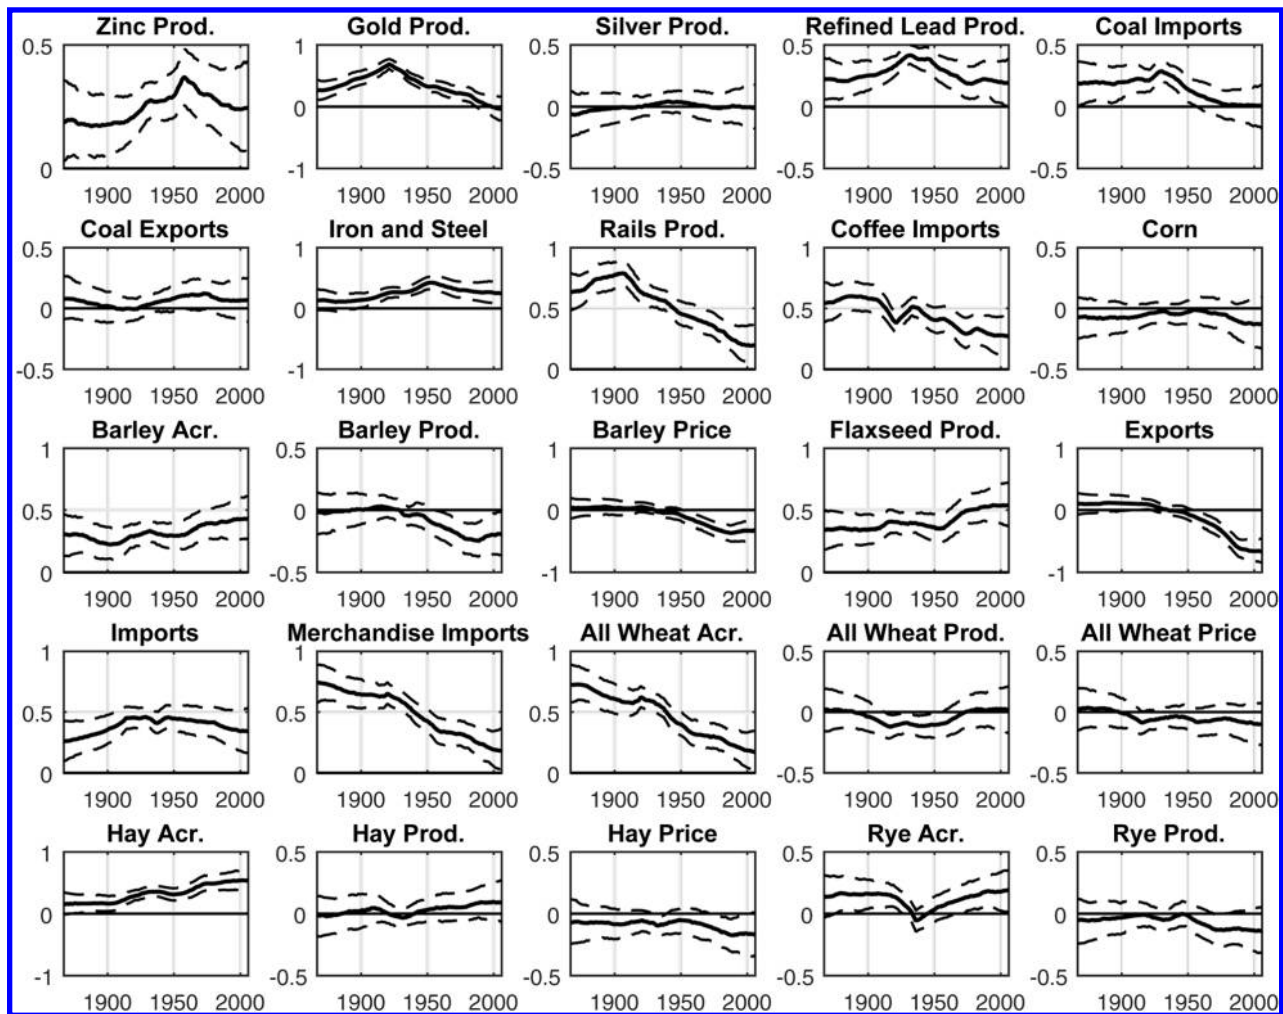 Zinc Prod. Gold Prod. Silver Prod. Refined Lead Prod. Coal Imports
0.5 1 0.5 0.5 0.5
0 0 0 0
0 -1 -0.5 -0.5 -0.5
1900 1950 2000 1900 1950 2000 1900 1950 2000 1900 1950 2000 1900 1950 2000
Coal Exports Iron and Steel Rails Prod. Coffee Imports Corn
0.5 1 1 1 0.5
0 0 0.5 0.5 0
-0.5 -1 0 0 -0.5
1900 1950 2000 1900 1950 2000 1900 1950 2000 1900 1950 2000 1900 1950 2000
Barley Acr. Barley Prod. Barley Price Flaxseed Prod. Exports
1 0.5 1 1 1
0.5 0 0 0.5 0
0 -0.5 -1 0 -1
1900 1950 2000 1900 1950 2000 1900 1950 2000 1900 1950 2000 1900 1950 2000
Imports Merchandise Imports All Wheat Acr. All Wheat Prod. All Wheat Price
1 1 1 0.5 0.5
0.5 0.5 0.5 0 0
0 0 0 -0.5 -0.5
1900 1950 2000 1900 1950 2000 1900 1950 2000 1900 1950 2000 1900 1950 2000
Hay Acr. Hay Prod. Hay Price Rye Acr. Rye Prod.
1 0.5 0.5 0.5 0.5
0 0 0 0 0
-1 -0.5 -0.5 -0.5 -0.5
1900 1950 2000 1900 1950 2000 1900 1950 2000 1900 1950 2000 1900 1950 2000